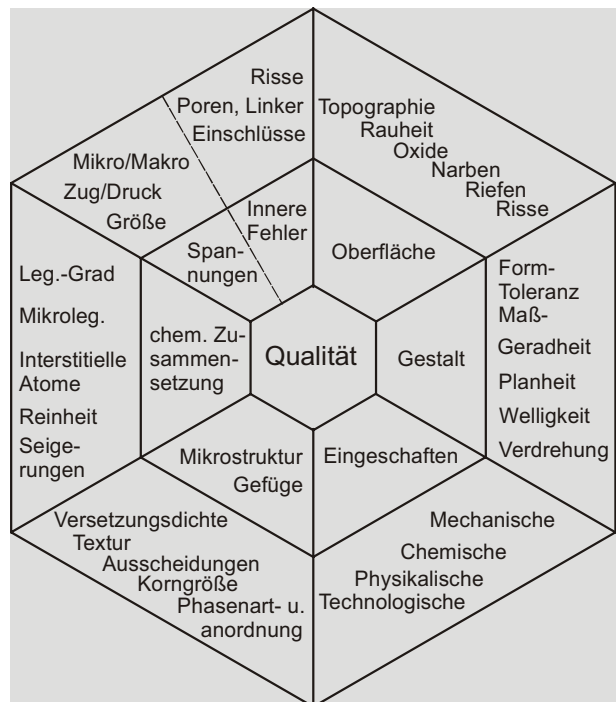 Risse
Poren, Linker
Einschlüsse
Topographie
Rauheit
Oxide
Narben
Riefen
Risse
Mikro/Makro
Zug/Druck
Größe
Innere
Fehler
Span-
nungen
Oberfläche
Leg.-Grad
Mikroleg.
Interstitielle
Atome
Reinheit
Seige-
rungen
chem. Zu-
sammen-
setzung
Qualität
Gestalt
Form-
Toleranz
Maß-
Geradheit
Planheit
Welligkeit
Verdrehung
Mikrostruktur
Gefüge
Eingeschaften
Versetzungsdichte
Textur
Ausscheidungen
Korngröße
Phasenart- u.
anordnung
Mechanische
Chemische
Physikalische
Technologische